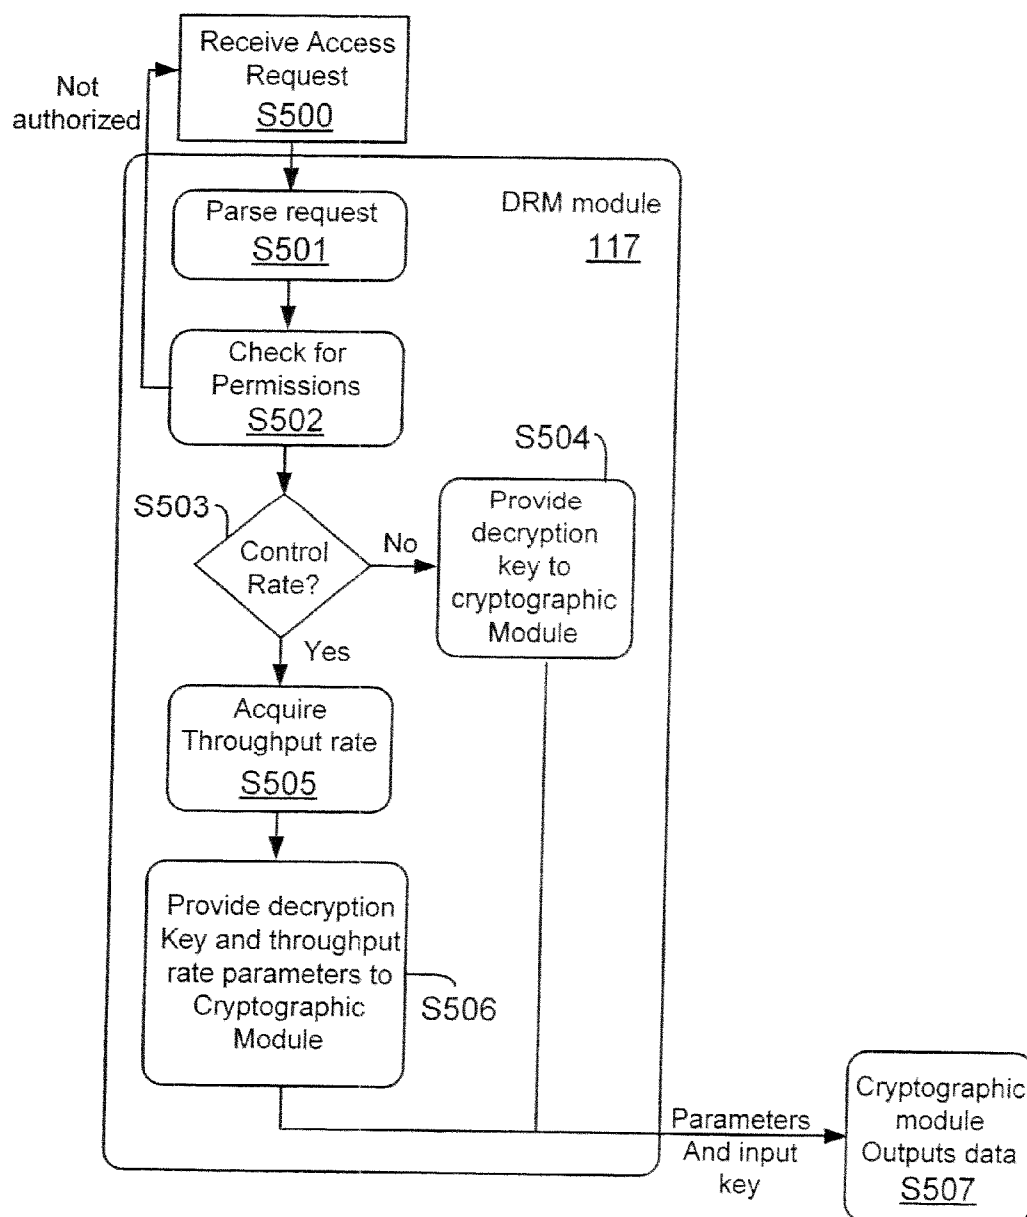 Receive Access
Request
S500
Not
authorized
DRM module
117
Parse request
S501
Check for
Permissions
S502
S503
Control
Rate?
No
Yes
S504
Provide
decryption
key to
cryptographic
Module
Acquire
Throughput rate
S505
Provide decryption
Key and throughput
rate parameters to
Cryptographic
Module
S506
Parameters
And input
key
Cryptographic
module
Outputs data
S507